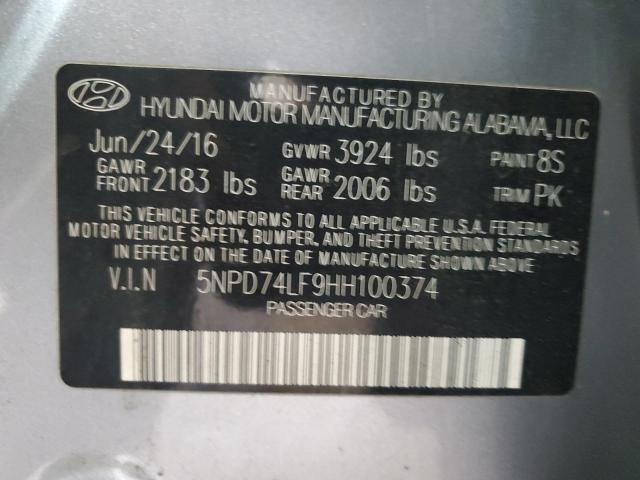 MANUFACTURED BY
HYUNDAI MOTOR MANUFACTURING ALABAMA, LLC
Jun/24/16 GVWR 3924 lbs PAINT 8S
GAWR FRONT 2183 lbs GAWR REAR 2006 lbs TRIM PK
THIS VEHICLE CONFORMS TO ALL APPLICABLE U.S.A. FEDERAL
MOTOR VEHICLE SAFETY, BUMPER, AND THEFT PREVENTION STANDARDS
IN EFFECT ON THE DATE OF MANUFACTURE SHOWN ABOVE
V.I.N 5NPD74LF9HH100374
PASSENGER CAR